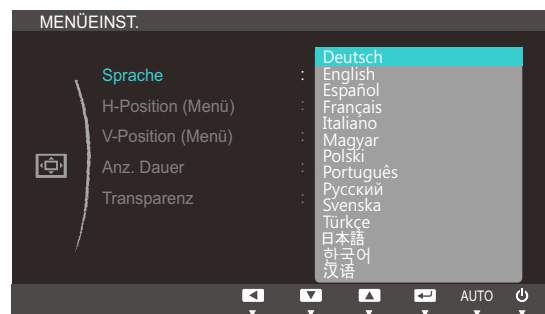 MENÜEINST.
Sprache :
H-Position (Menü) :
V-Position (Menü) :
Anz. Dauer :
Transparenz :
Deutsch
English
Español
Français
Italiano
Magyar
Polski
Português
Русский
Svenska
Türkçe
日本語
한국어
汉语
AUTO